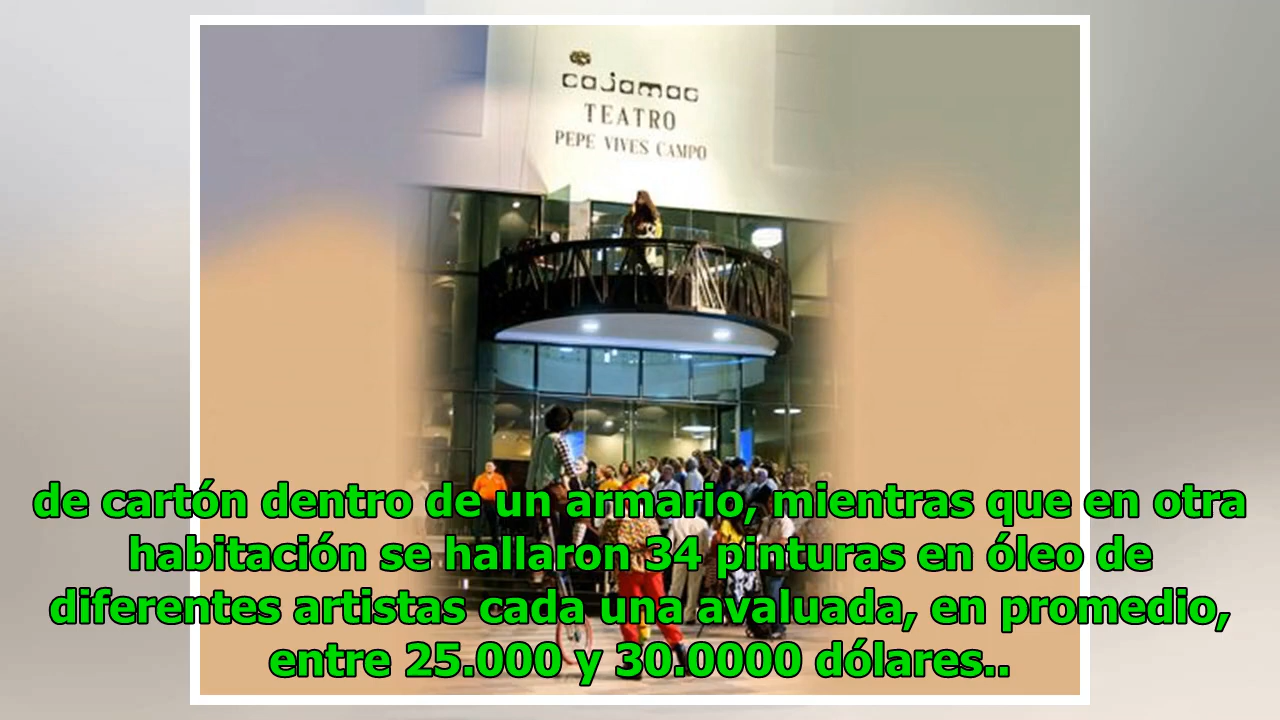 cajamag
TEATRO
PEPE VIVES CAMPO
de cartón dentro de un armario, mientras que en otra
habitación se hallaron 34 pinturas en óleo de
diferentes artistas cada una avaluada, en promedio,
entre 25.000 y 30.0000 dólares..